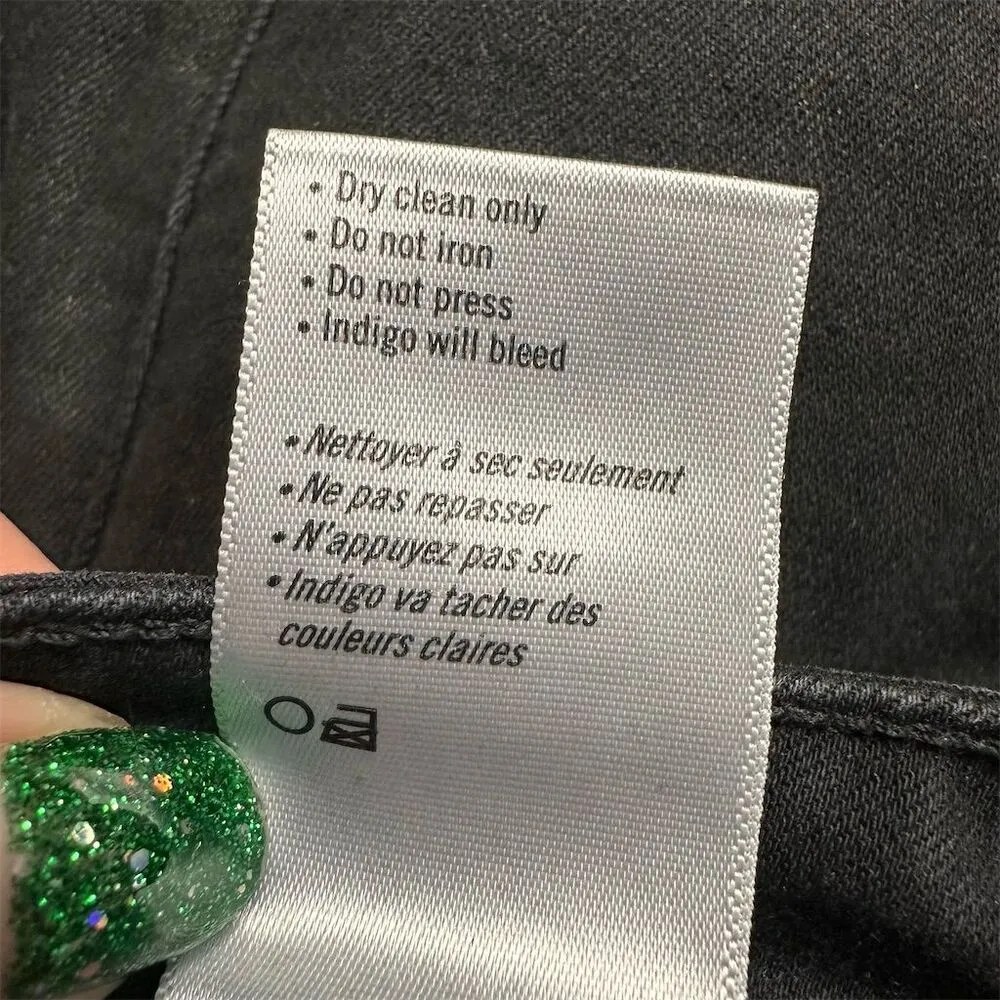 • Dry clean only
• Do not iron
• Do not press
• Indigo will bleed
• Nettoyer à sec seulement
• Ne pas repasser
• N'appuyez pas sur
• Indigo va tacher des
couleurs claires